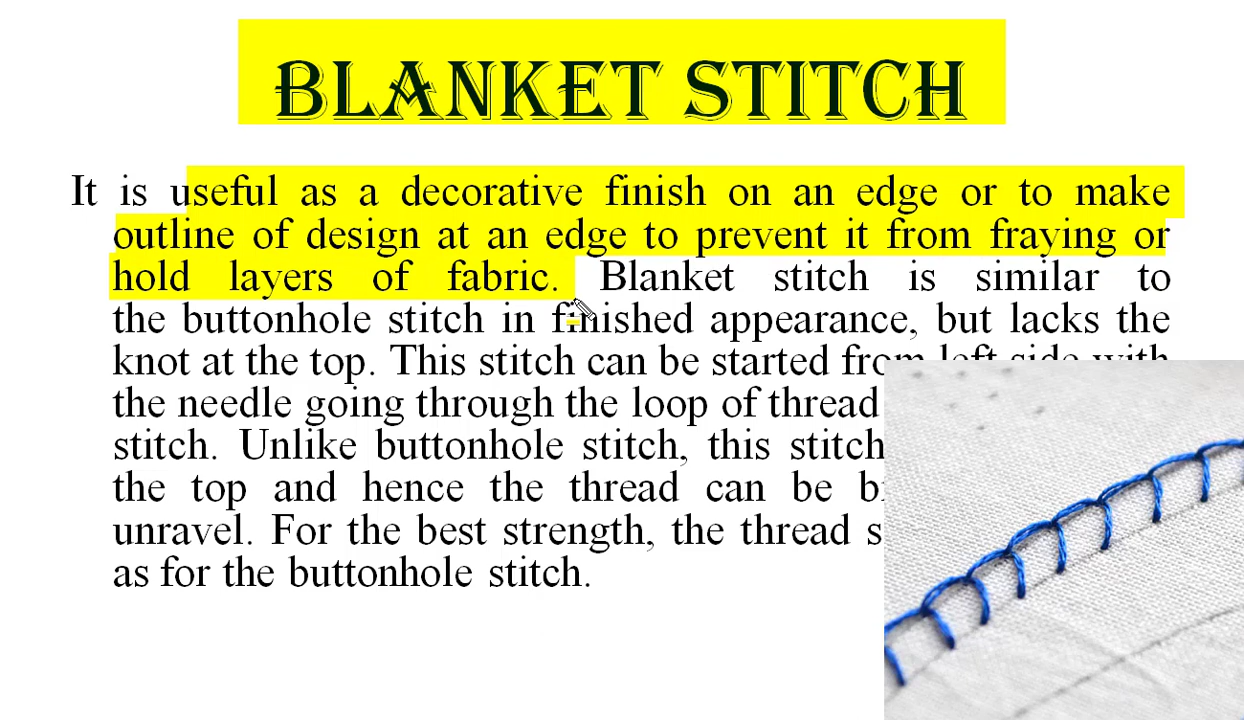 BLANKET STITCH
It is useful as a decorative finish on an edge or to make
outline of design at an edge to prevent it from fraying or
hold layers of fabric. Blanket stitch is similar to
the buttonhole stitch in finished appearance, but lacks the
knot at the top. This stitch can be started from left side with
the needle going through the loop of thread
stitch. Unlike buttonhole stitch, this stitch
the top and hence the thread can be
unravel. For the best strength, the thread
as for the buttonhole stitch.